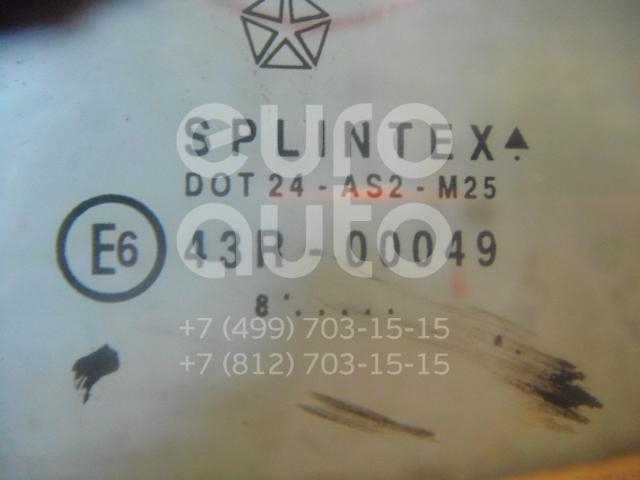 SPLINTEX
DOT 24 - AS2 - M25
E6 43R - 00049
8 ·.....
euro
auto
+7 (499) 703-15-15
+7 (812) 703-15-15